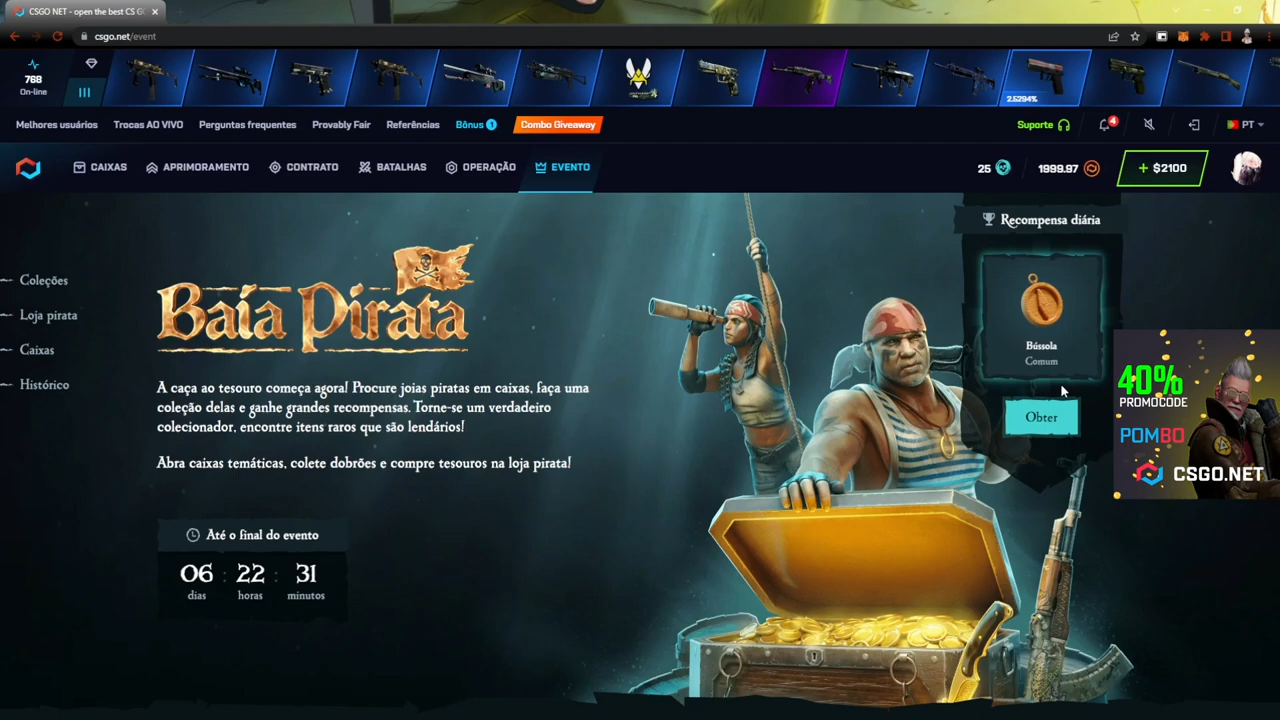 CSGO NET - open the best CS G
csgo.net/event
768
On-line
2.5294%
Melhores usuários
Trocas AO VIVO
Perguntas frequentes
Provably Fair
Referências
Bônus 1
Combo Giveaway
Suporte
4
PT
CAIXAS
APRIMORAMENTO
CONTRATO
BATALHAS
OPERAÇÃO
EVENTO
25
1999.97
+ $2100
Coleções
Loja pirata
Caixas
Histórico
Baía Pirata
A caça ao tesouro começa agora! Procure joias piratas em caixas, faça uma
coleção delas e ganhe grandes recompensas. Torne-se um verdadeiro
colecionador, encontre itens raros que são lendários!
Abra caixas temáticas, colete dobrões e compre tesouros na loja pirata!
Até o final do evento
06 : 22 : 31
dias horas minutos
Recompensa diária
Bússola
Comum
Obter
40%
PROMOCODE
POMBO
CSGO.NET